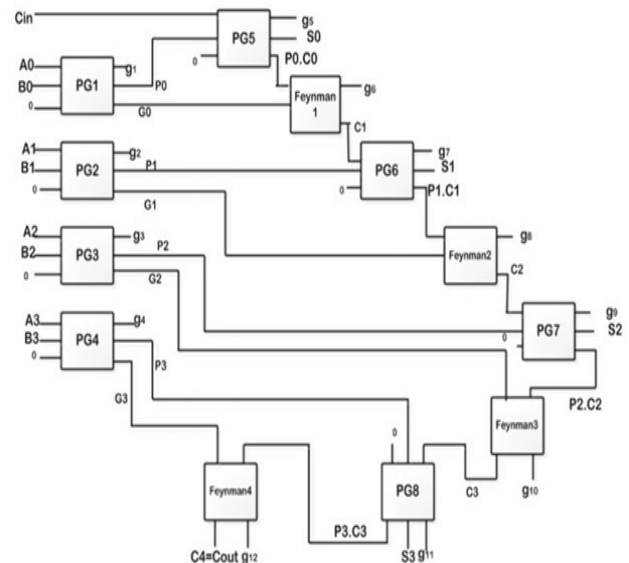 Cin
PG5
g5
S0
0
P0.C0
A0
B0
0
PG1
g1
P0
G0
Feynman
1
g6
C1
A1
B1
0
PG2
g2
P1
G1
PG6
g7
S1
0
P1.C1
A2
B2
0
PG3
g3
P2
G2
Feynman2
g8
C2
A3
B3
0
PG4
g4
P3
G3
PG7
g9
S2
0
P2.C2
Feynman3
g10
C3
0
PG8
S3 g11
P3.C3
Feynman4
C4=Cout g12